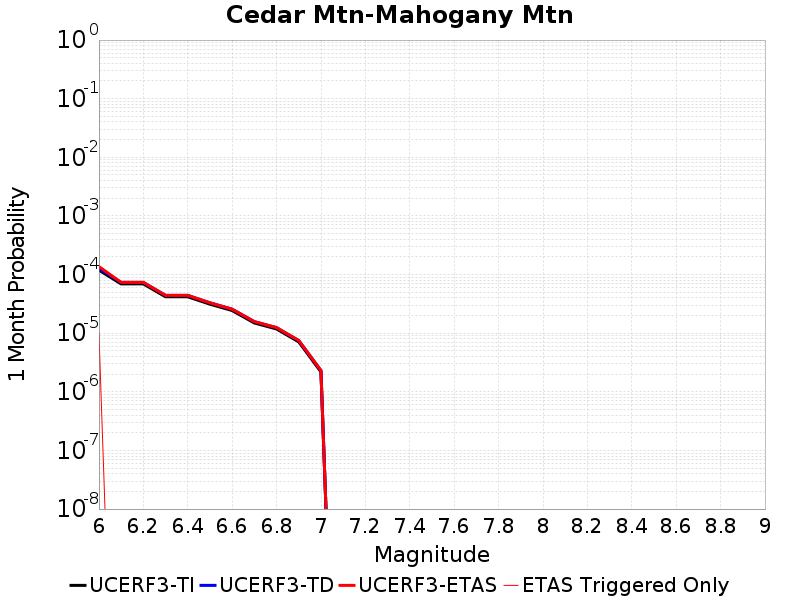 Cedar Mtn-Mahogany Mtn
10^0
10^-1
10^-2
10^-3
10^-4
10^-5
10^-6
10^-7
10^-8
1 Month Probability
6 6.2 6.4 6.6 6.8 7 7.2 7.4 7.6 7.8 8 8.2 8.4 8.6 8.8 9
Magnitude
UCERF3-TI UCERF3-TD UCERF3-ETAS ETAS Triggered Only